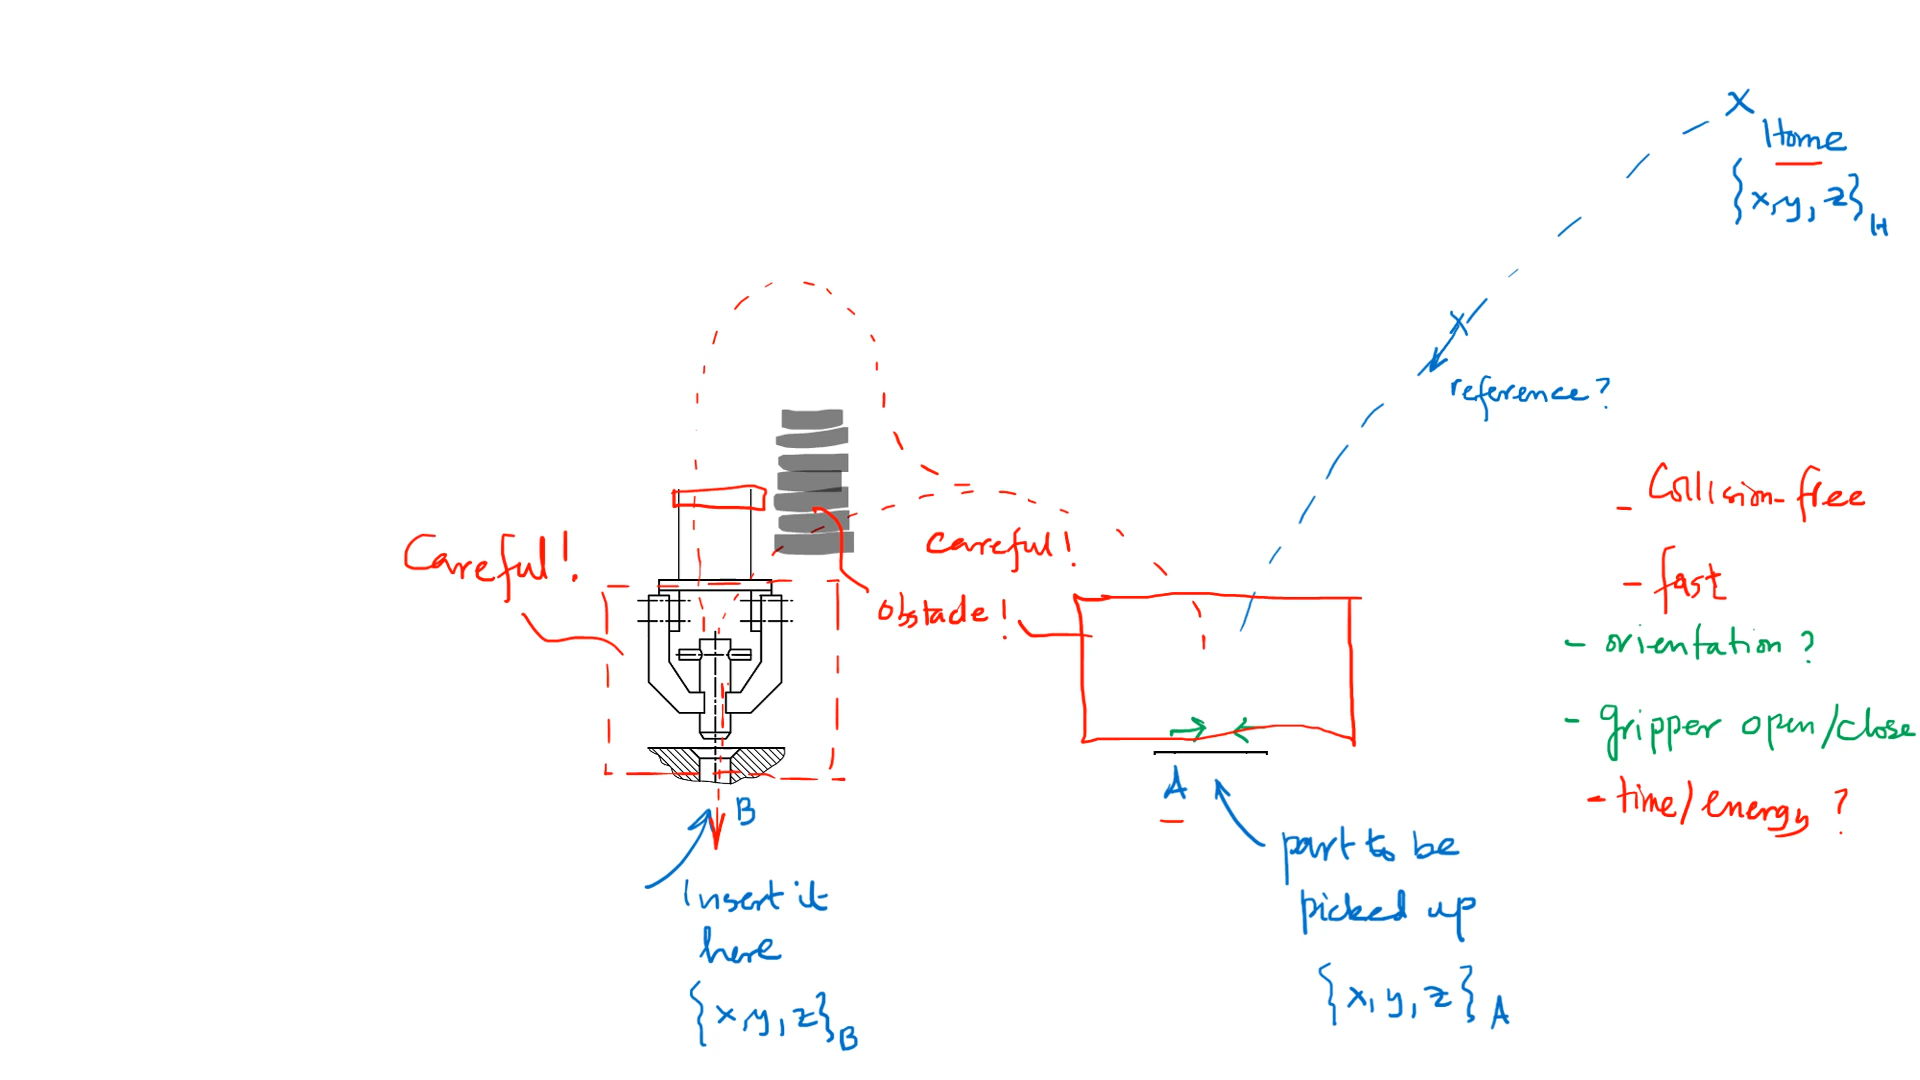 x
Home
{x,y,z}H
x
reference?
- Collision-free
- fast
- orientation?
- gripper open/close
- time/energy?
Careful!
Careful!
obstacle!
A
part to be
picked up
{x,y,z}A
B
Insert it
here
{x,y,z}B